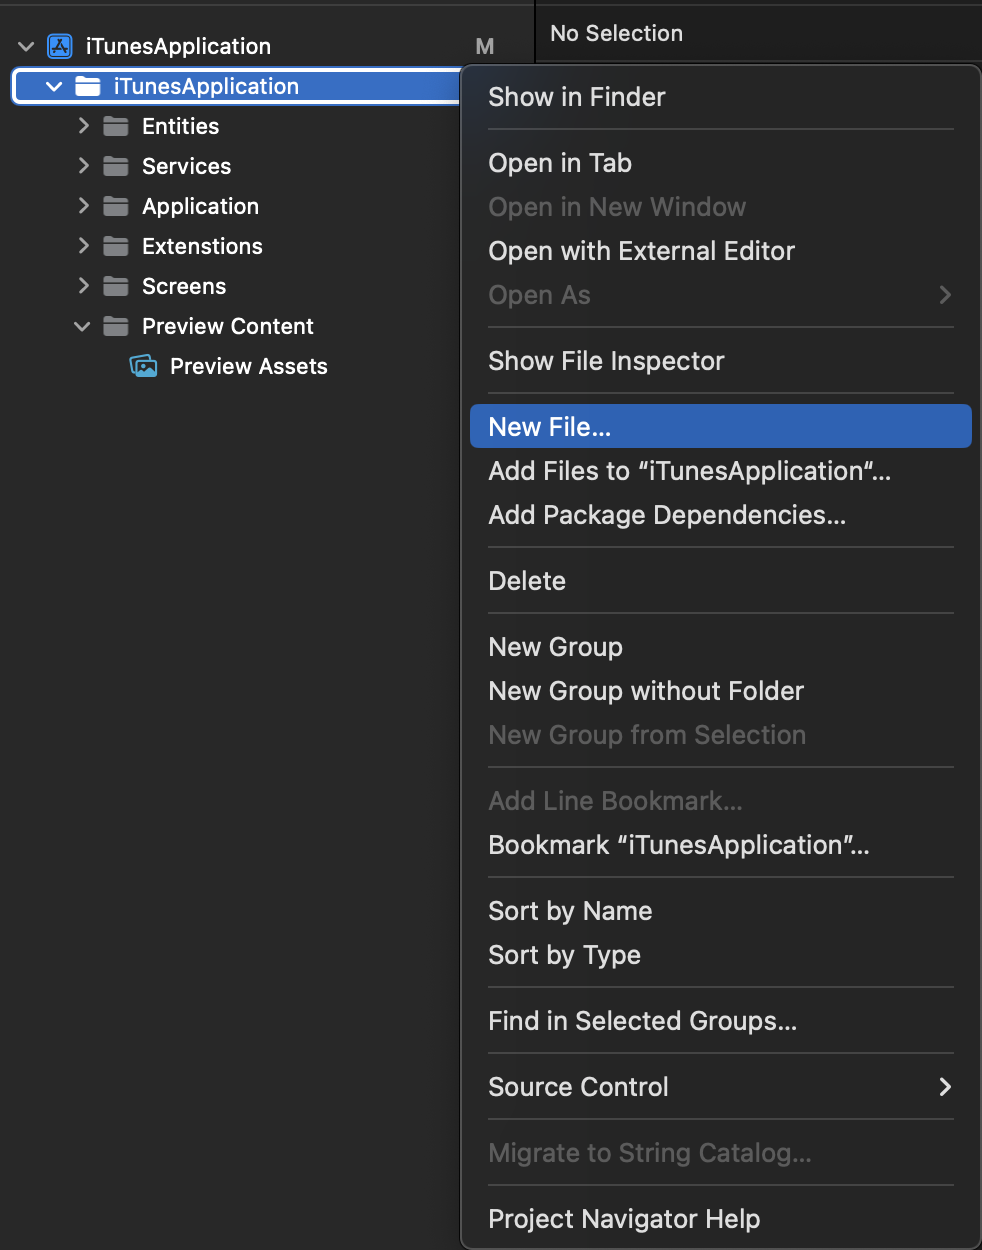 iTunesApplication
M
No Selection
iTunesApplication
Entities
Services
Application
Extenstions
Screens
Preview Content
Preview Assets
Show in Finder
Open in Tab
Open in New Window
Open with External Editor
Open As
Show File Inspector
New File...
Add Files to “iTunesApplication“...
Add Package Dependencies...
Delete
New Group
New Group without Folder
New Group from Selection
Add Line Bookmark...
Bookmark “iTunesApplication”...
Sort by Name
Sort by Type
Find in Selected Groups...
Source Control
Migrate to String Catalog...
Project Navigator Help